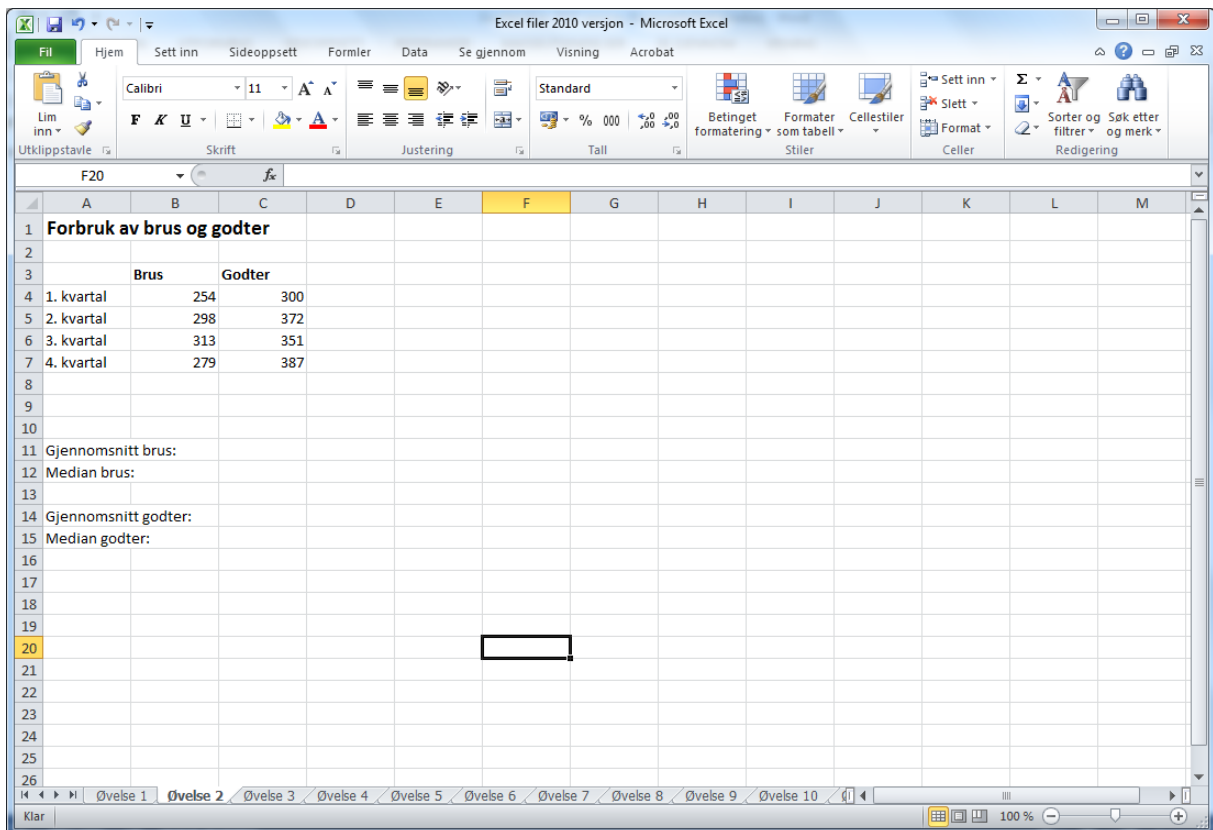 Excel filer 2010 versjon - Microsoft Excel
Fil Hjem Sett inn Sideoppsett Formler Data Se gjennom Visning Acrobat
Lim inn
Calibri 11
F K U
A A A
Standard
% 000
Betinget formatering
Formater som tabell
Cellestiler
Sett inn
Slett
Format
Σ
Sorter og filtrer
Søk etter og merk
Utklippstavle Skrift Justering Tall Stiler Celler Redigering
F20 fx
A B C D E F G H I J K L M
1 Forbruk av brus og godter
2
3 Brus Godter
4 1. kvartal 254 300
5 2. kvartal 298 372
6 3. kvartal 313 351
7 4. kvartal 279 387
8
9
10
11 Gjennomsnitt brus:
12 Median brus:
13
14 Gjennomsnitt godter:
15 Median godter:
16
17
18
19
20
21
22
23
24
25
26
Øvelse 1 Øvelse 2 Øvelse 3 Øvelse 4 Øvelse 5 Øvelse 6 Øvelse 7 Øvelse 8 Øvelse 9 Øvelse 10
Klar 100 %